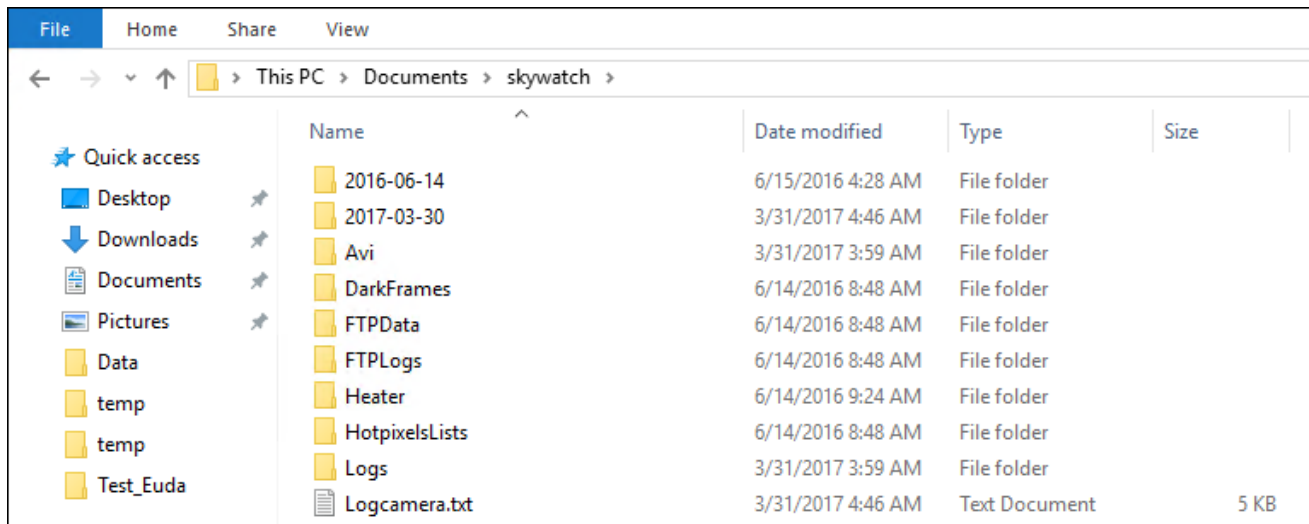 File Home Share View
This PC Documents skywatch
Name Date modified Type Size
Quick access
Desktop
Downloads
Documents
Pictures
Data
temp
temp
Test_Euda
2016-06-14 6/15/2016 4:28 AM File folder
2017-03-30 3/31/2017 4:46 AM File folder
Avi 3/31/2017 3:59 AM File folder
DarkFrames 6/14/2016 8:48 AM File folder
FTPData 6/14/2016 8:48 AM File folder
FTPLogs 6/14/2016 8:48 AM File folder
Heater 6/14/2016 9:24 AM File folder
HotpixelsLists 6/14/2016 8:48 AM File folder
Logs 3/31/2017 3:59 AM File folder
Logcamera.txt 3/31/2017 4:46 AM Text Document 5 KB